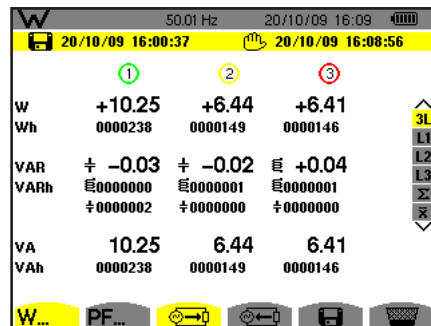 W 50.01 Hz 20/10/09 16:09
20/10/09 16:00:37 20/10/09 16:08:56
1 2 3
W +10.25 +6.44 +6.41
Wh 0000238 0000149 0000146
3L
L1
VAR -0.03 -0.02 +0.04
L2
VARh 0000000 0000001 0000001
L3
0000002 0000000 0000000
Σ
x̄
VA 10.25 6.44 6.41
VAh 0000238 0000149 0000146
W... PF...